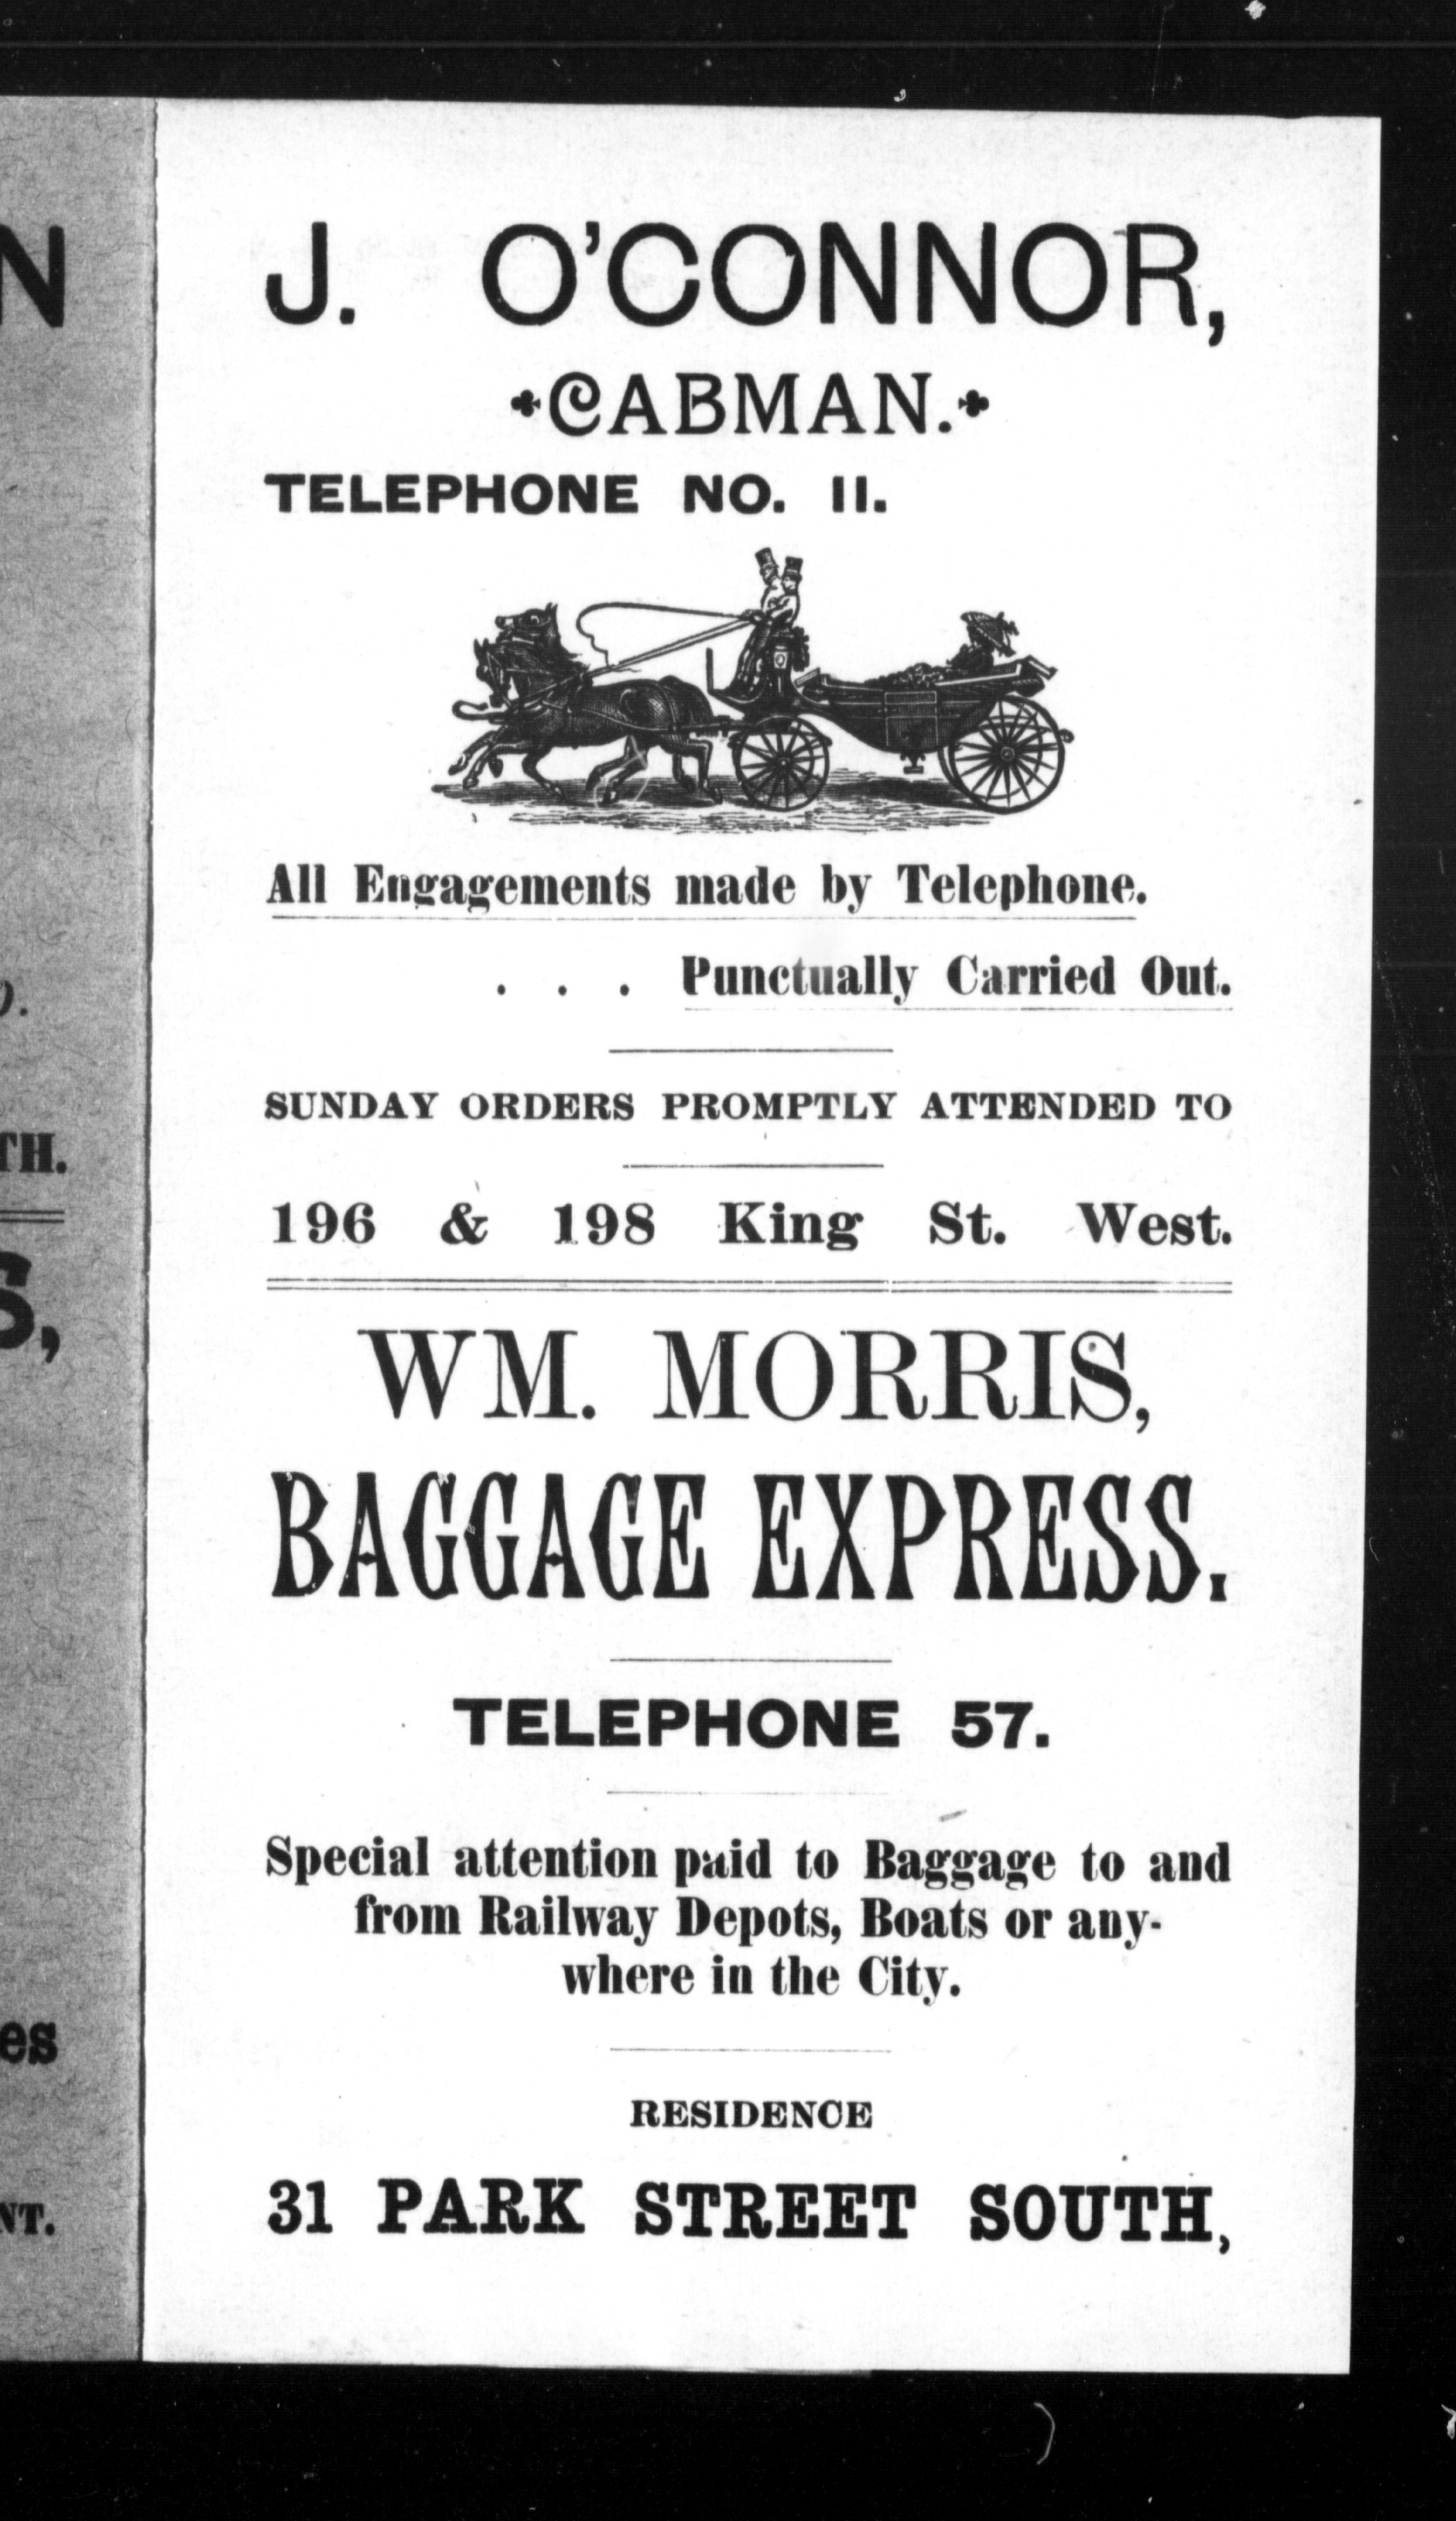 J. O'CONNOR,
CABMAN.
TELEPHONE NO. 11.
All Engagements made by Telephone.
. . . Punctually Carried Out.
SUNDAY ORDERS PROMPTLY ATTENDED TO
196 & 198 King St. West.
WM. MORRIS,
BAGGAGE EXPRESS.
TELEPHONE 57.
Special attention paid to Baggage to and
from Railway Depots, Boats or any-
where in the City.
RESIDENCE
31 PARK STREET SOUTH,